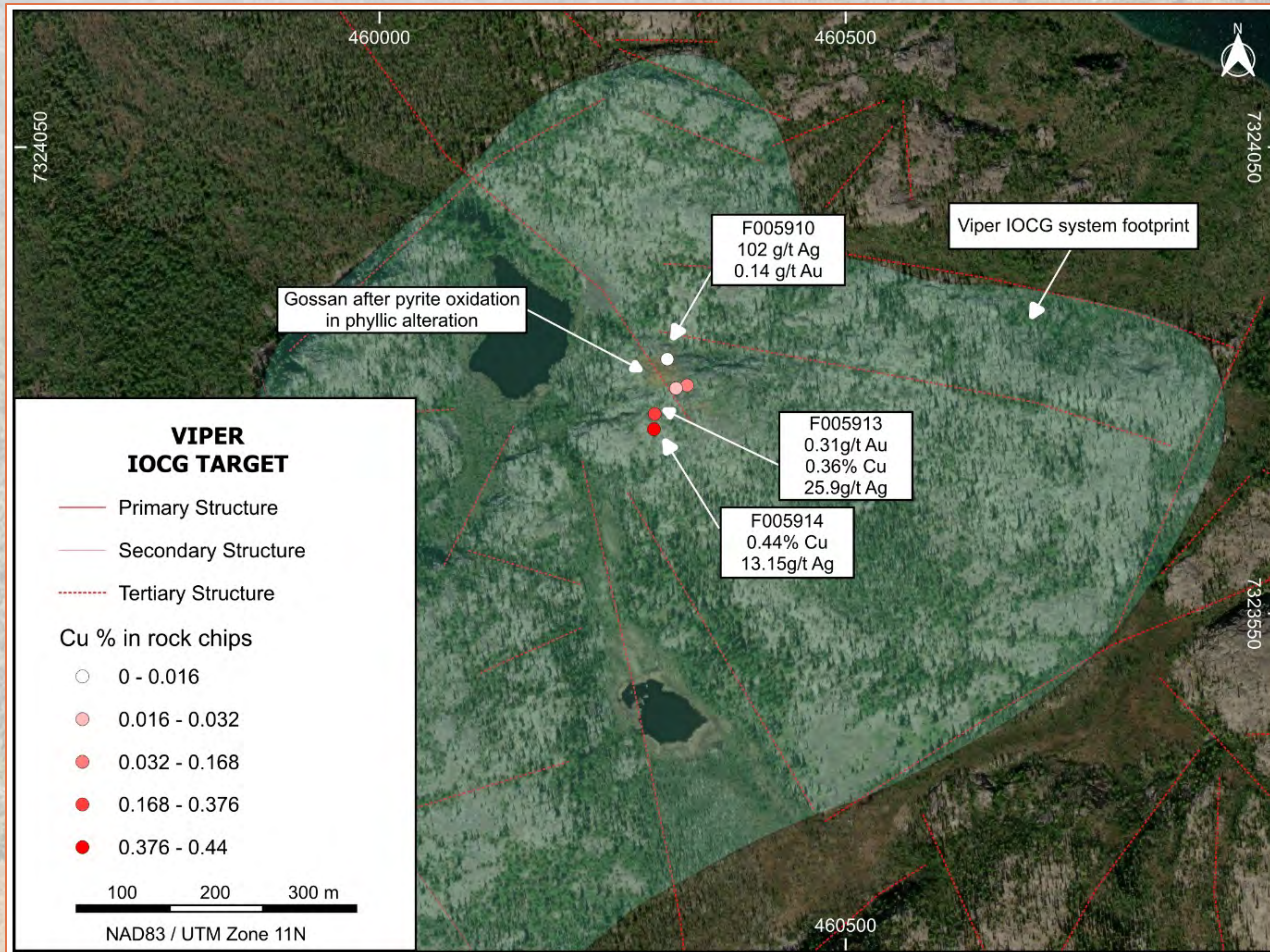 460000
460500
N
7324050
7324050
F005910
102 g/t Ag
0.14 g/t Au
Viper IOCG system footprint
Gossan after pyrite oxidation
in phyllic alteration
F005913
0.31g/t Au
0.36% Cu
25.9g/t Ag
F005914
0.44% Cu
13.15g/t Ag
7323550
VIPER
IOCG TARGET
Primary Structure
Secondary Structure
Tertiary Structure
Cu % in rock chips
0 - 0.016
0.016 - 0.032
0.032 - 0.168
0.168 - 0.376
0.376 - 0.44
100 200 300 m
NAD83 / UTM Zone 11N
460500